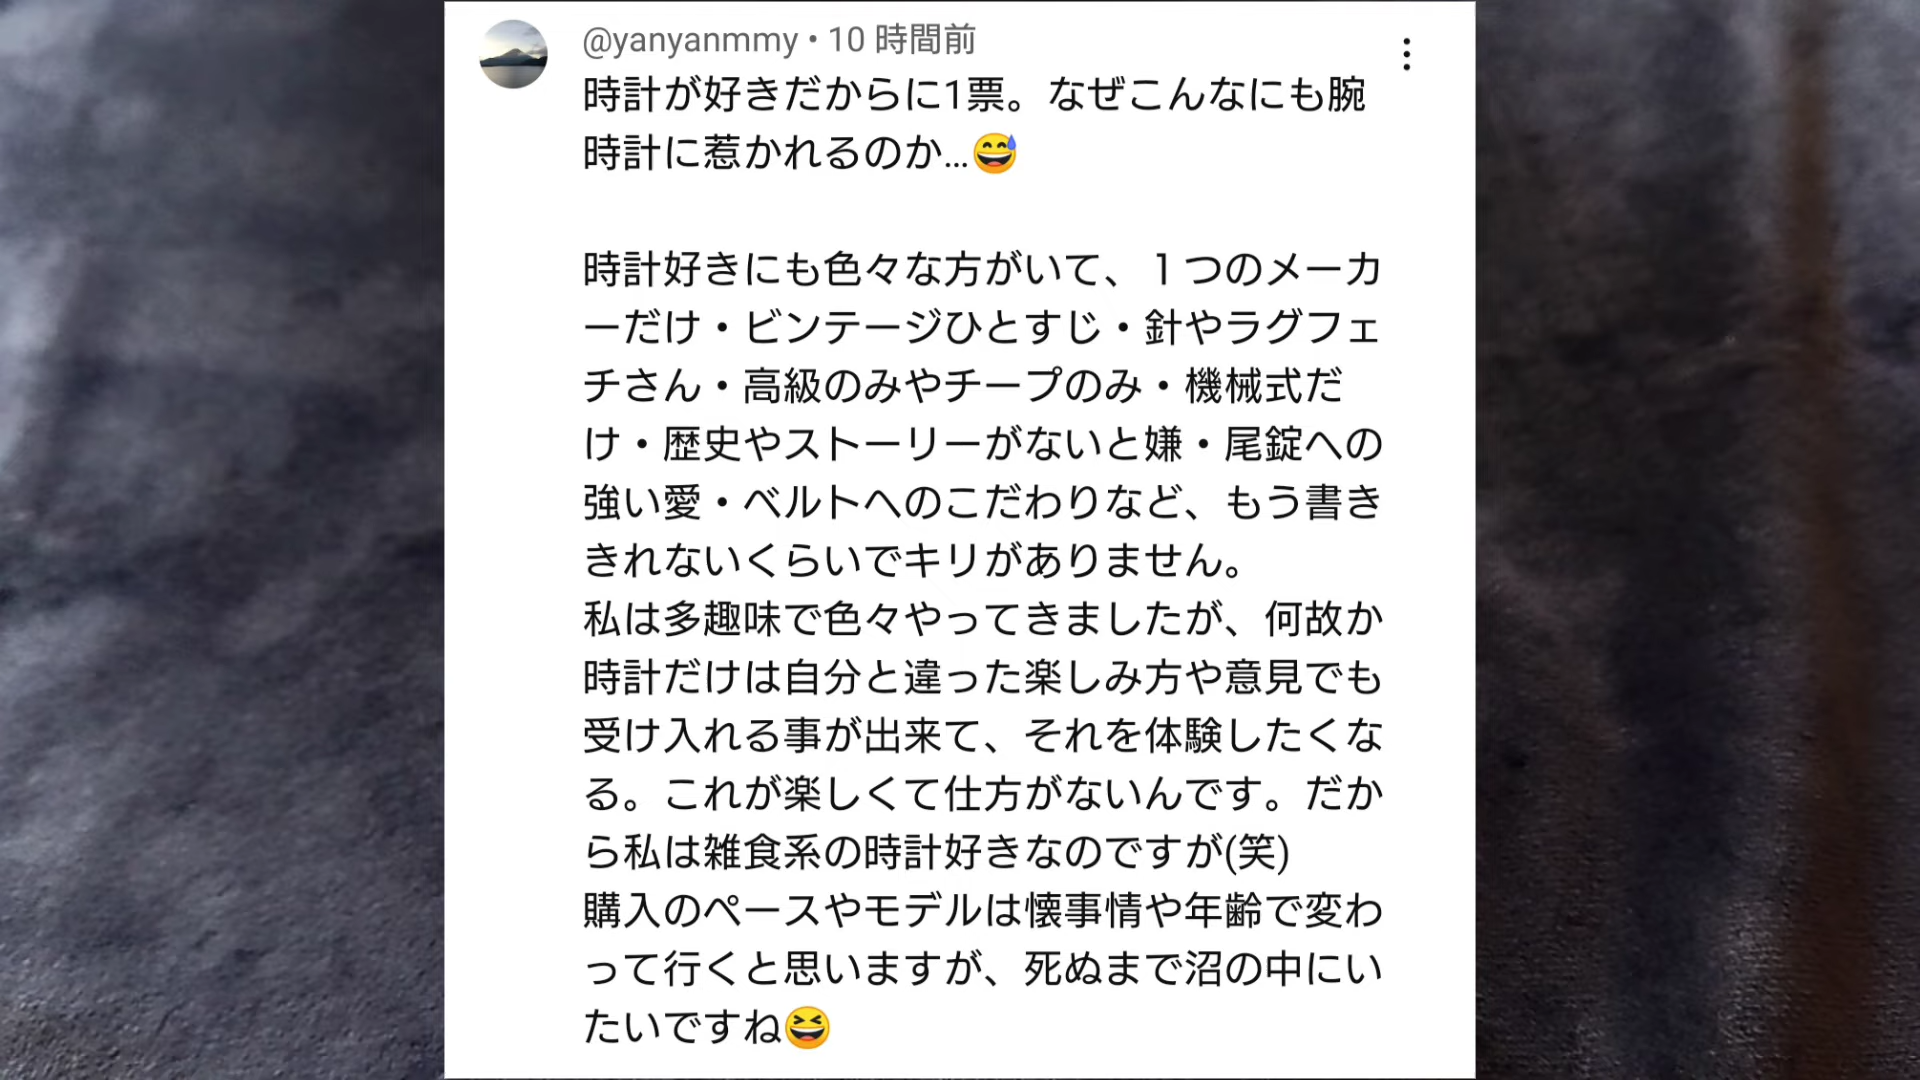 @yanyanmmy • 10 時間前
時計が好きだからに1票。なぜこんなにも腕
時計に惹かれるのか...😅
時計好きにも色々な方がいて、１つのメーカ
ーだけ・ビンテージひとすじ・針やラグフェ
チさん・高級のみやチープのみ・機械式だ
け・歴史やストーリーがないと嫌・尾錠への
強い愛・ベルトへのこだわりなど、もう書き
きれないくらいでキリがありません。
私は多趣味で色々やってきましたが、何故か
時計だけは自分と違った楽しみ方や意見でも
受け入れる事が出来て、それを体験したくな
る。これが楽しくて仕方がないんです。だか
ら私は雑食系の時計好きなのですが(笑)
購入のペースやモデルは懐事情や年齢で変わ
って行くと思いますが、死ぬまで沼の中にい
たいですね😆